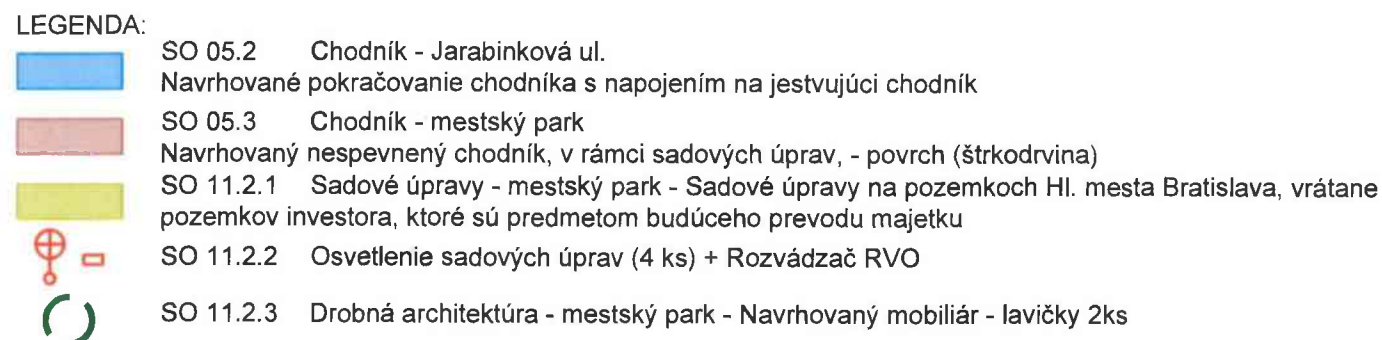 LEGENDA:
SO 05.2 Chodník - Jarabinková ul.
Navrhované pokračovanie chodníka s napojením na jestvujúci chodník
SO 05.3 Chodník - mestský park
Navrhovaný nespevnený chodník, v rámci sadových úprav, - povrch (štrkodrvina)
SO 11.2.1 Sadové úpravy - mestský park - Sadové úpravy na pozemkoch Hl. mesta Bratislava, vrátane
pozemkov investora, ktoré sú predmetom budúceho prevodu majetku
SO 11.2.2 Osvetlenie sadových úprav (4 ks) + Rozvádzač RVO
SO 11.2.3 Drobná architektúra - mestský park - Navrhovaný mobiliár - lavičky 2ks